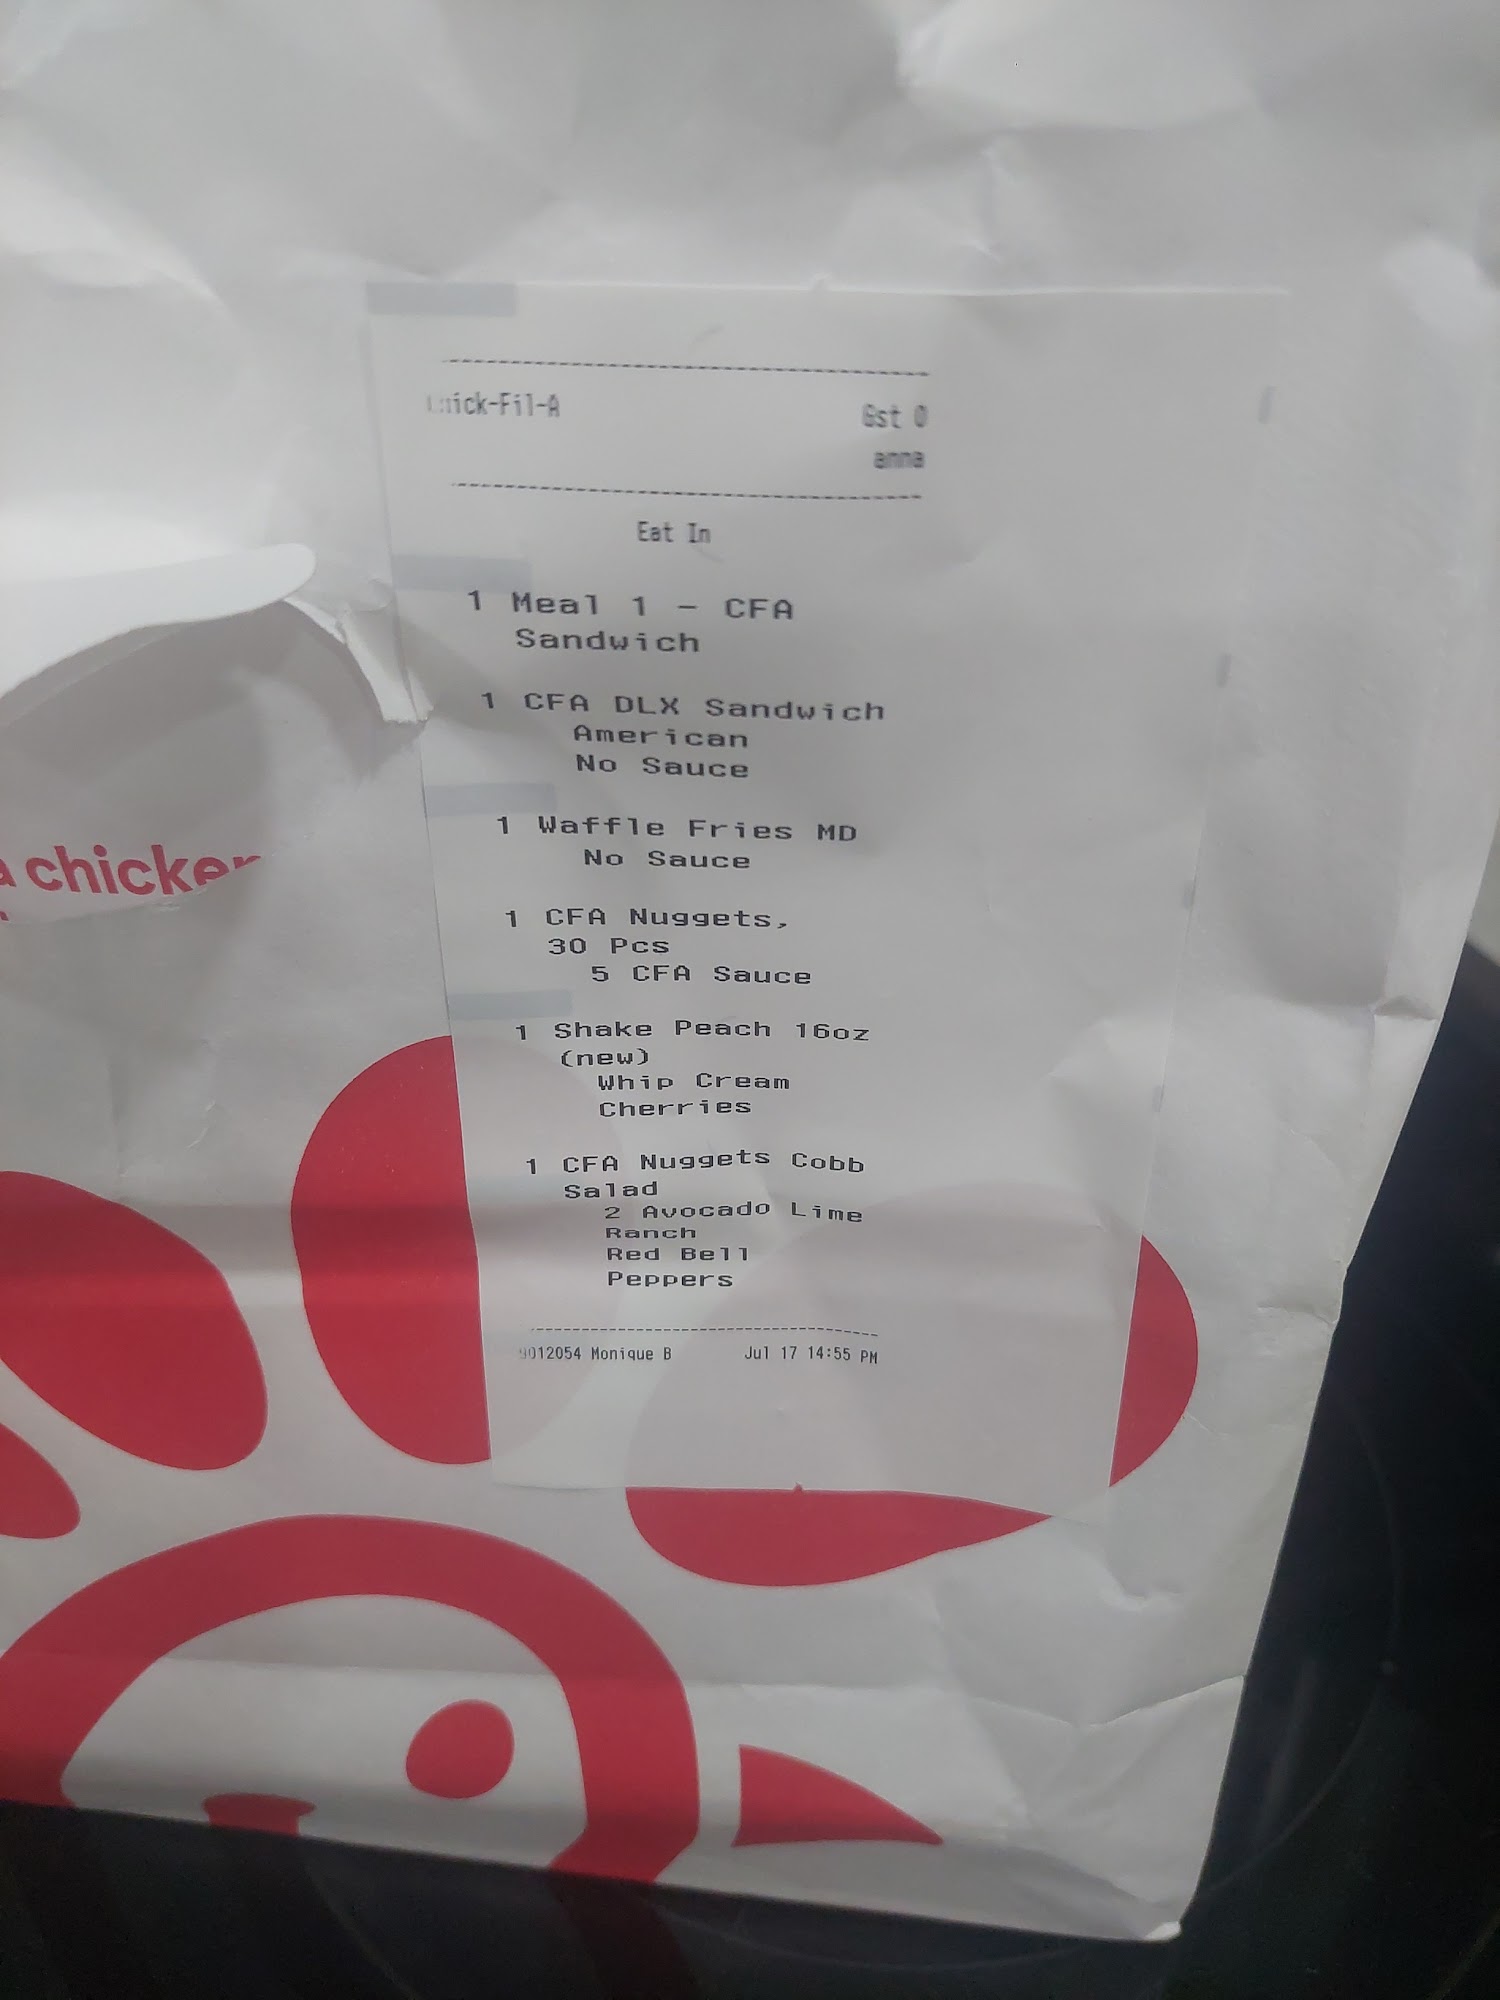 Chick-Fil-A Gst 0
anna
Eat In
1 Meal 1 - CFA
Sandwich
1 CFA DLX Sandwich
American
No Sauce
1 Waffle Fries MD
No Sauce
1 CFA Nuggets,
30 Pcs
5 CFA Sauce
1 Shake Peach 16oz
(new)
Whip Cream
Cherries
1 CFA Nuggets Cobb
Salad
2 Avocado Lime
Ranch
Red Bell
Peppers
9012054 Monique B Jul 17 14:55 PM
a chicken